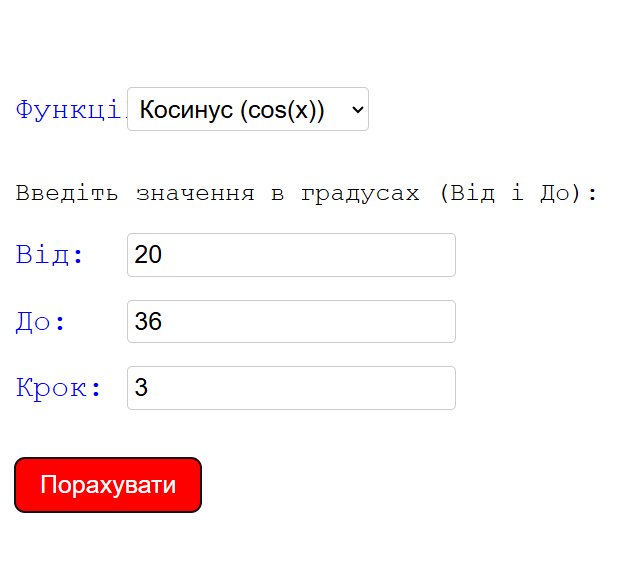 Функці Косинус (cos(x))
Введіть значення в градусах (Від і До):
Від: 20
До: 36
Крок: 3
Порахувати